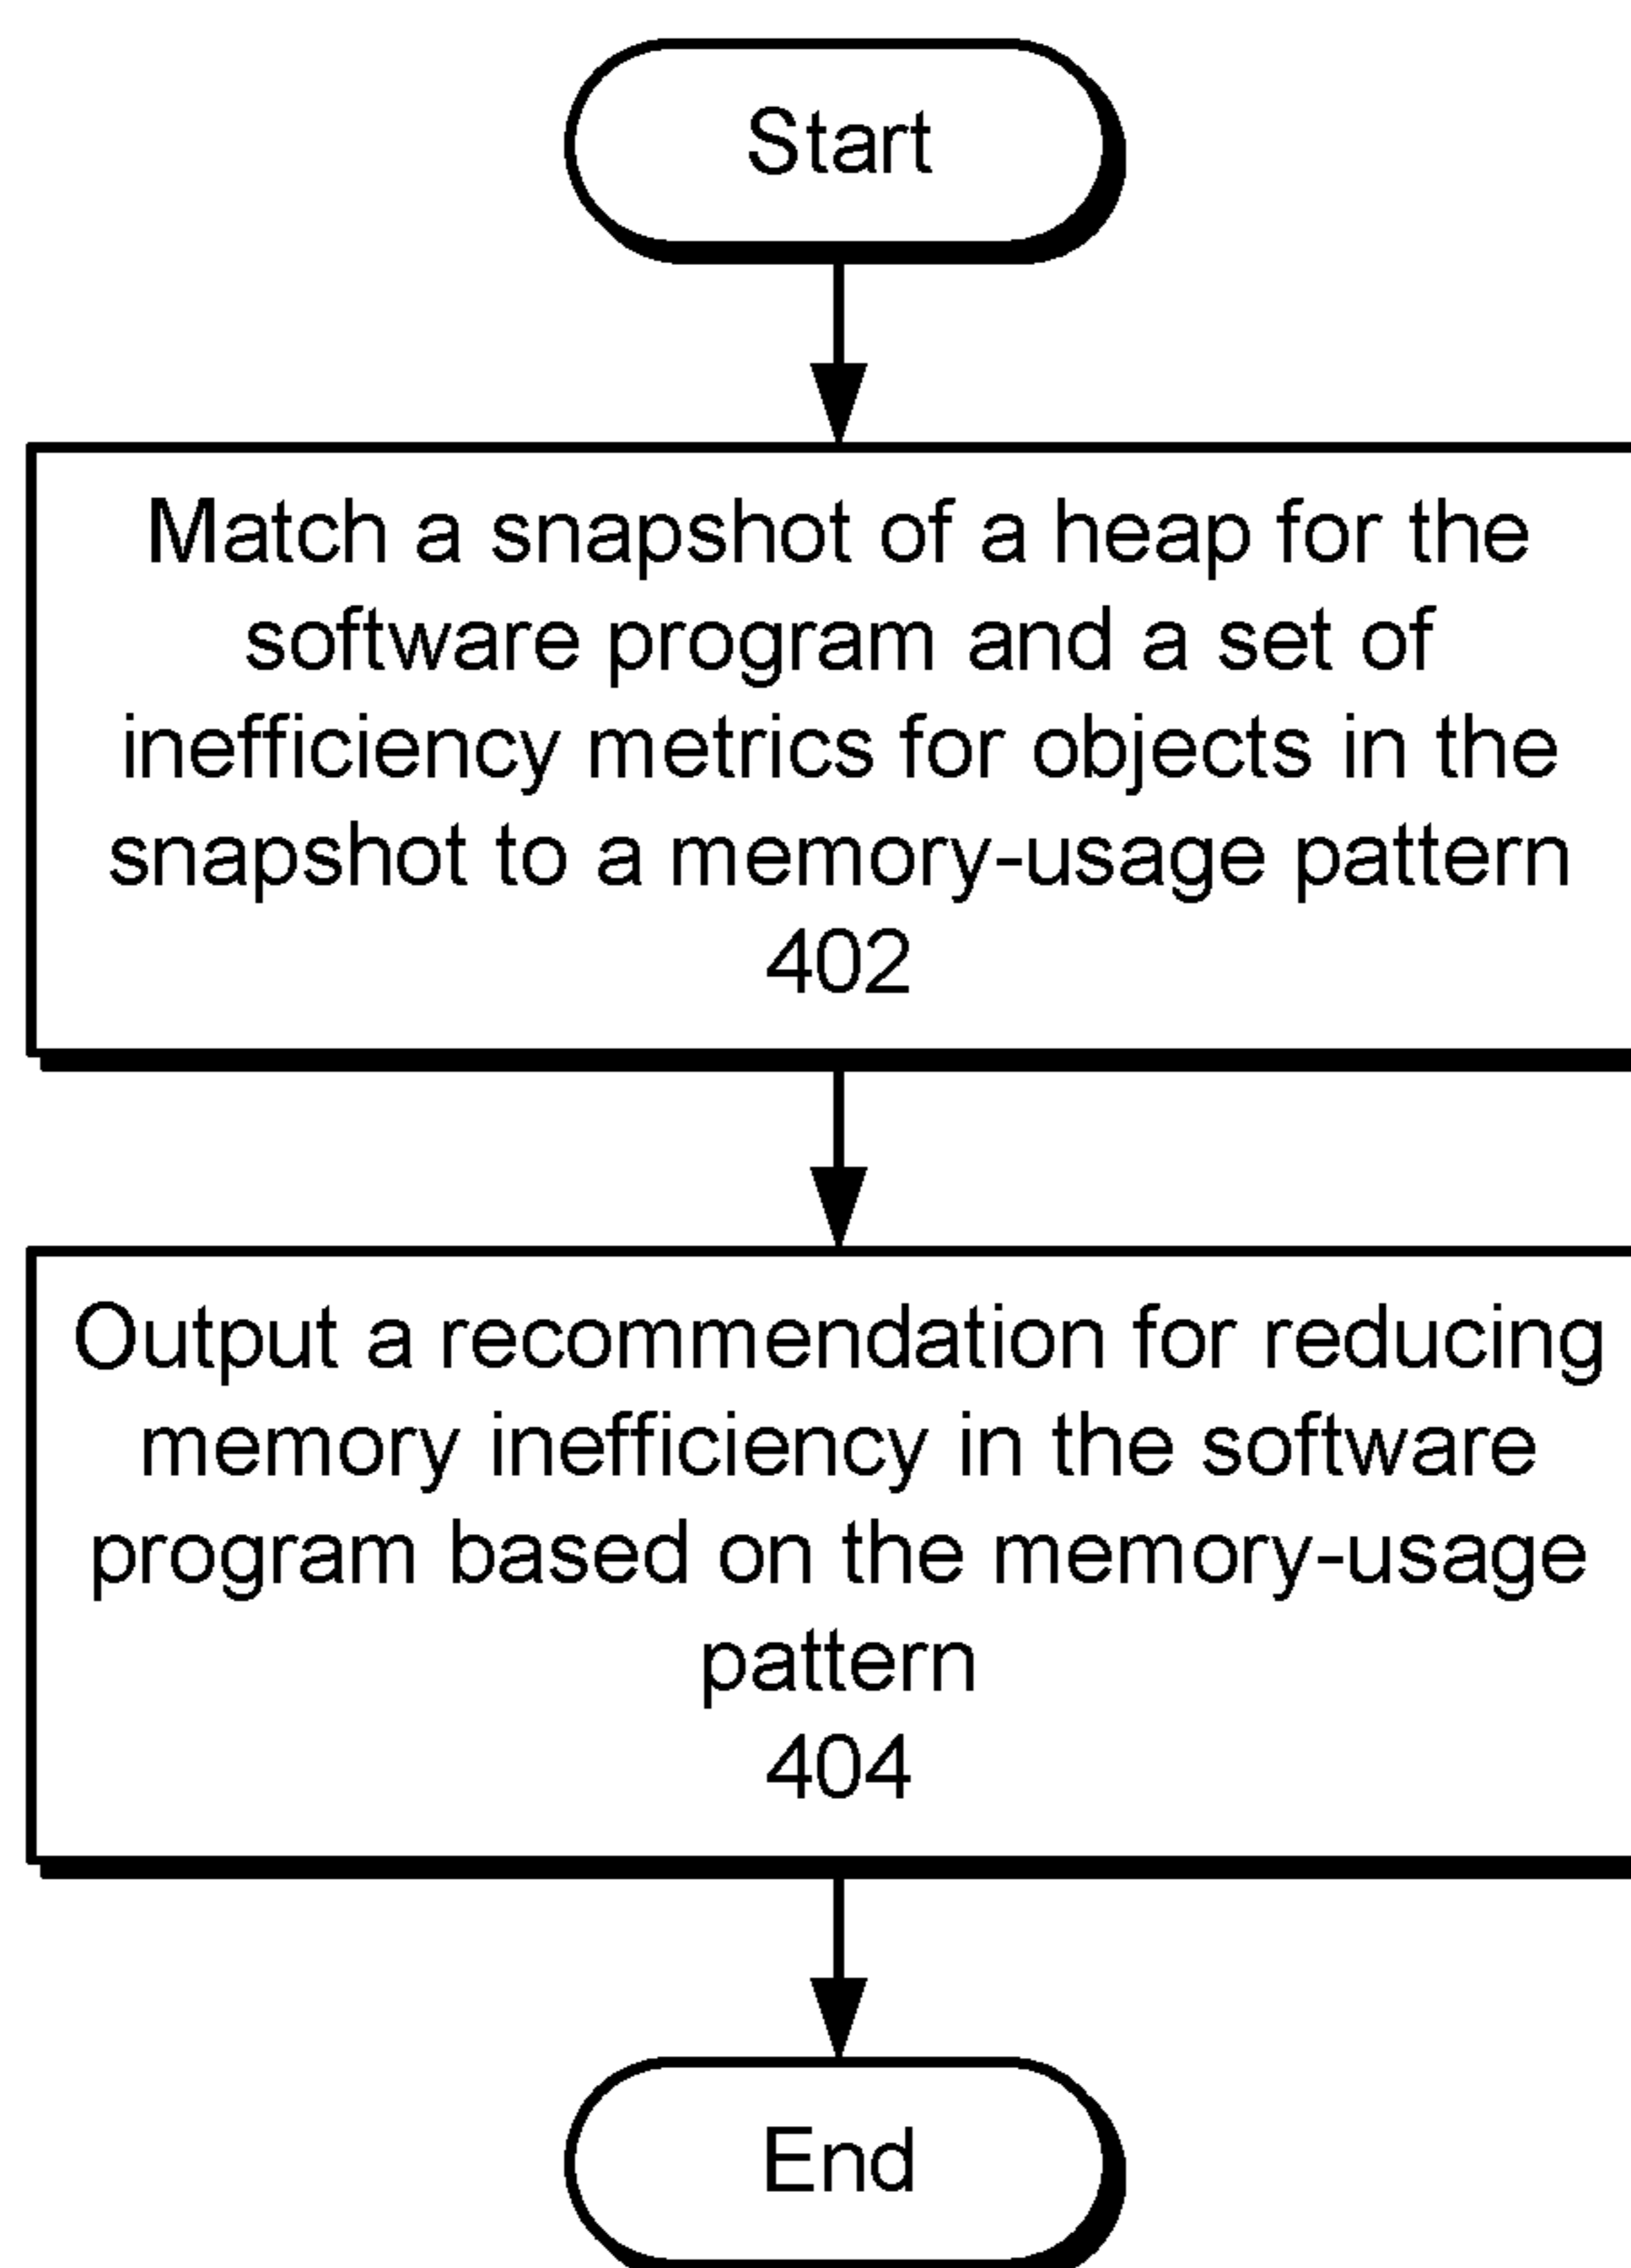 Start
Match a snapshot of a heap for the
software program and a set of
inefficiency metrics for objects in the
snapshot to a memory-usage pattern
402
Output a recommendation for reducing
memory inefficiency in the software
program based on the memory-usage
pattern
404
End